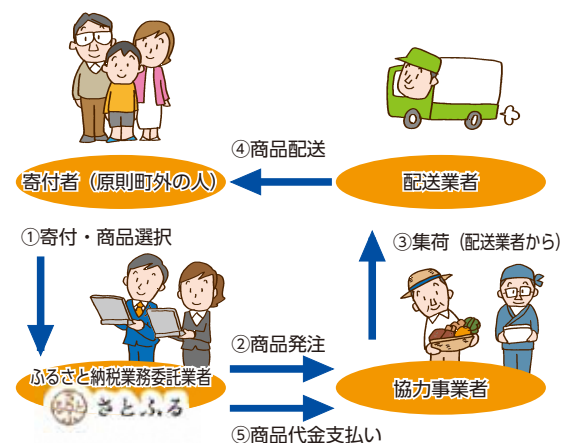 ④商品配送
寄付者（原則町外の人）
配送業者
①寄付・商品選択
③集荷（配送業者から）
②商品発注
ふるさと納税業務委託業者
さとふる
協力事業者
⑤商品代金支払い